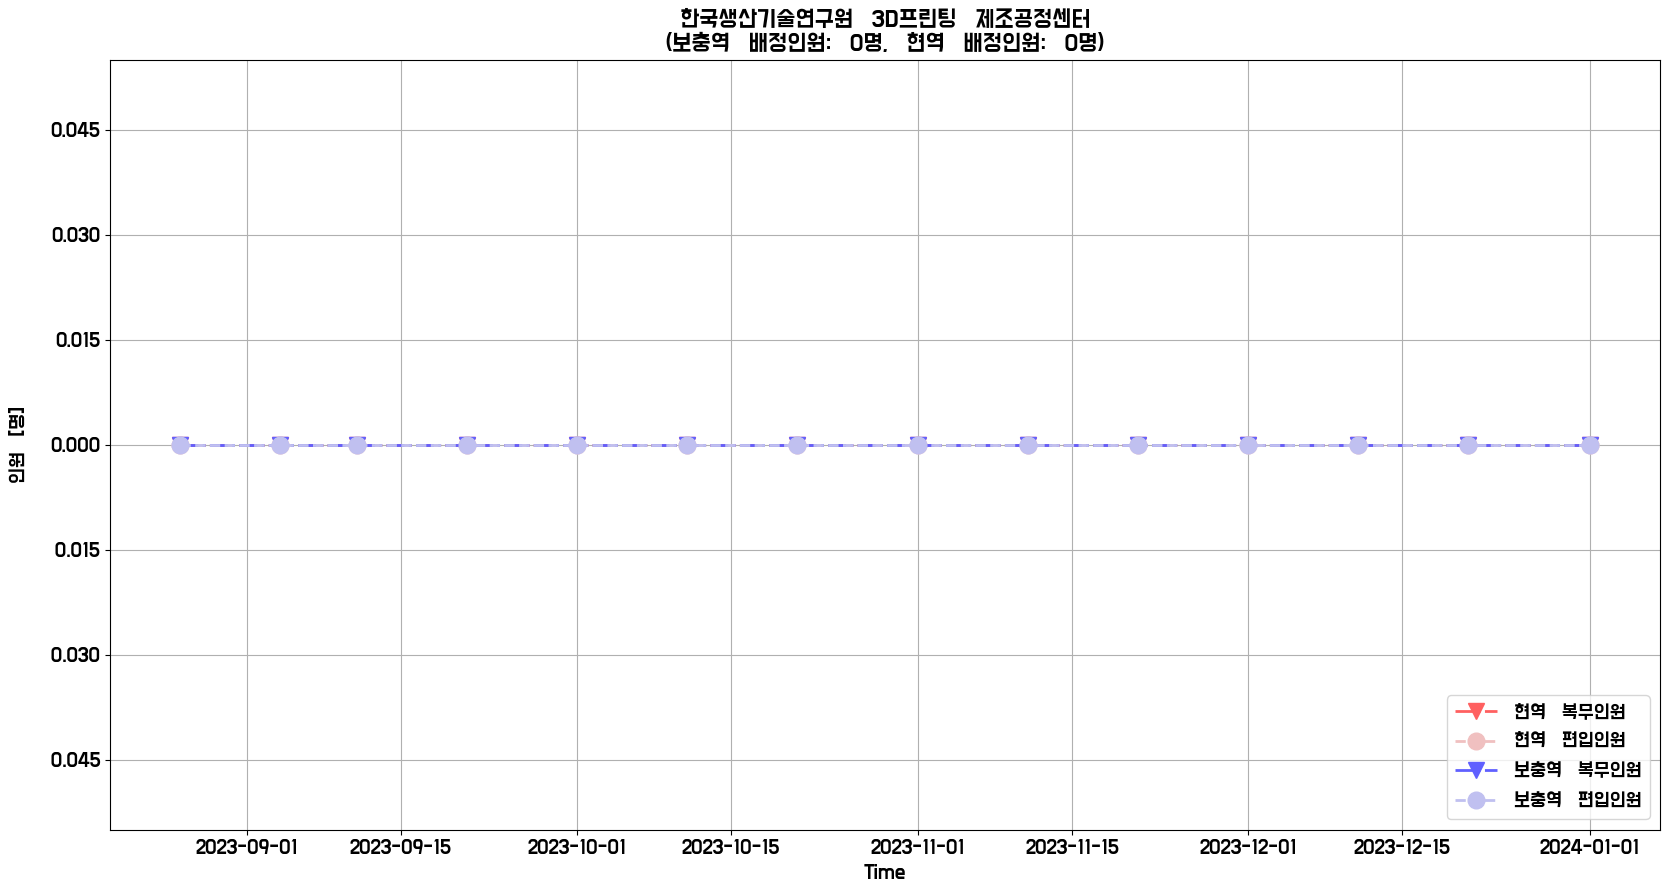 한국생산기술연구원 3D프린팅 제조공정센터
(보충역 배정인원: 0명, 현역 배정인원: 0명)
인원 [명]
0.045
0.030
0.015
0.000
0.015
0.030
0.045
현역 복무인원
현역 편입인원
보충역 복무인원
보충역 편입인원
2023-09-01 2023-09-15 2023-10-01 2023-10-15 2023-11-01 2023-11-15 2023-12-01 2023-12-15 2024-01-01
Time